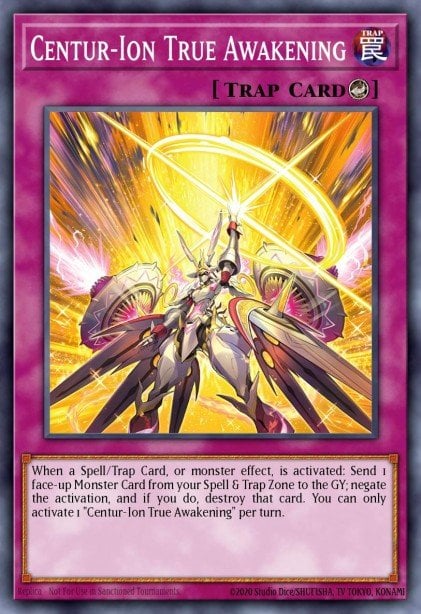 Centur-Ion True Awakening
TRAP
罠
[Trap Card]
When a Spell/Trap Card, or monster effect, is activated: Send 1
face-up Monster Card from your Spell & Trap Zone to the GY; negate
the activation, and if you do, destroy that card. You can only
activate 1 "Centur-Ion True Awakening" per turn.
Replica - Not For Use in Sanctioned Tournaments
©2020 Studio Dice/SHUEISHA, TV TOKYO, KONAMI